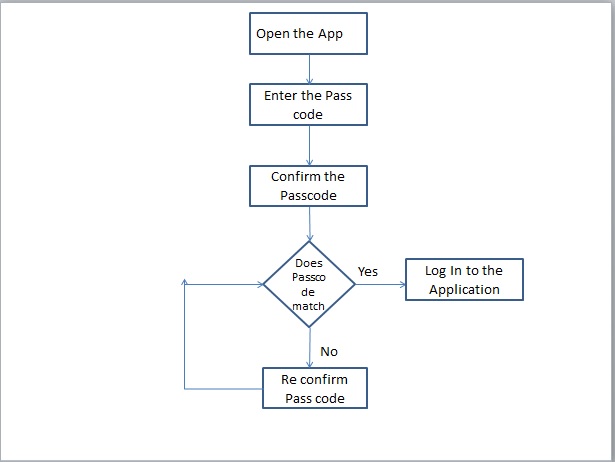 Open the App
Enter the Pass
code
Confirm the
Passcode
Does
Passco
de
match
Yes
Log In to the
Application
No
Re confirm
Pass code